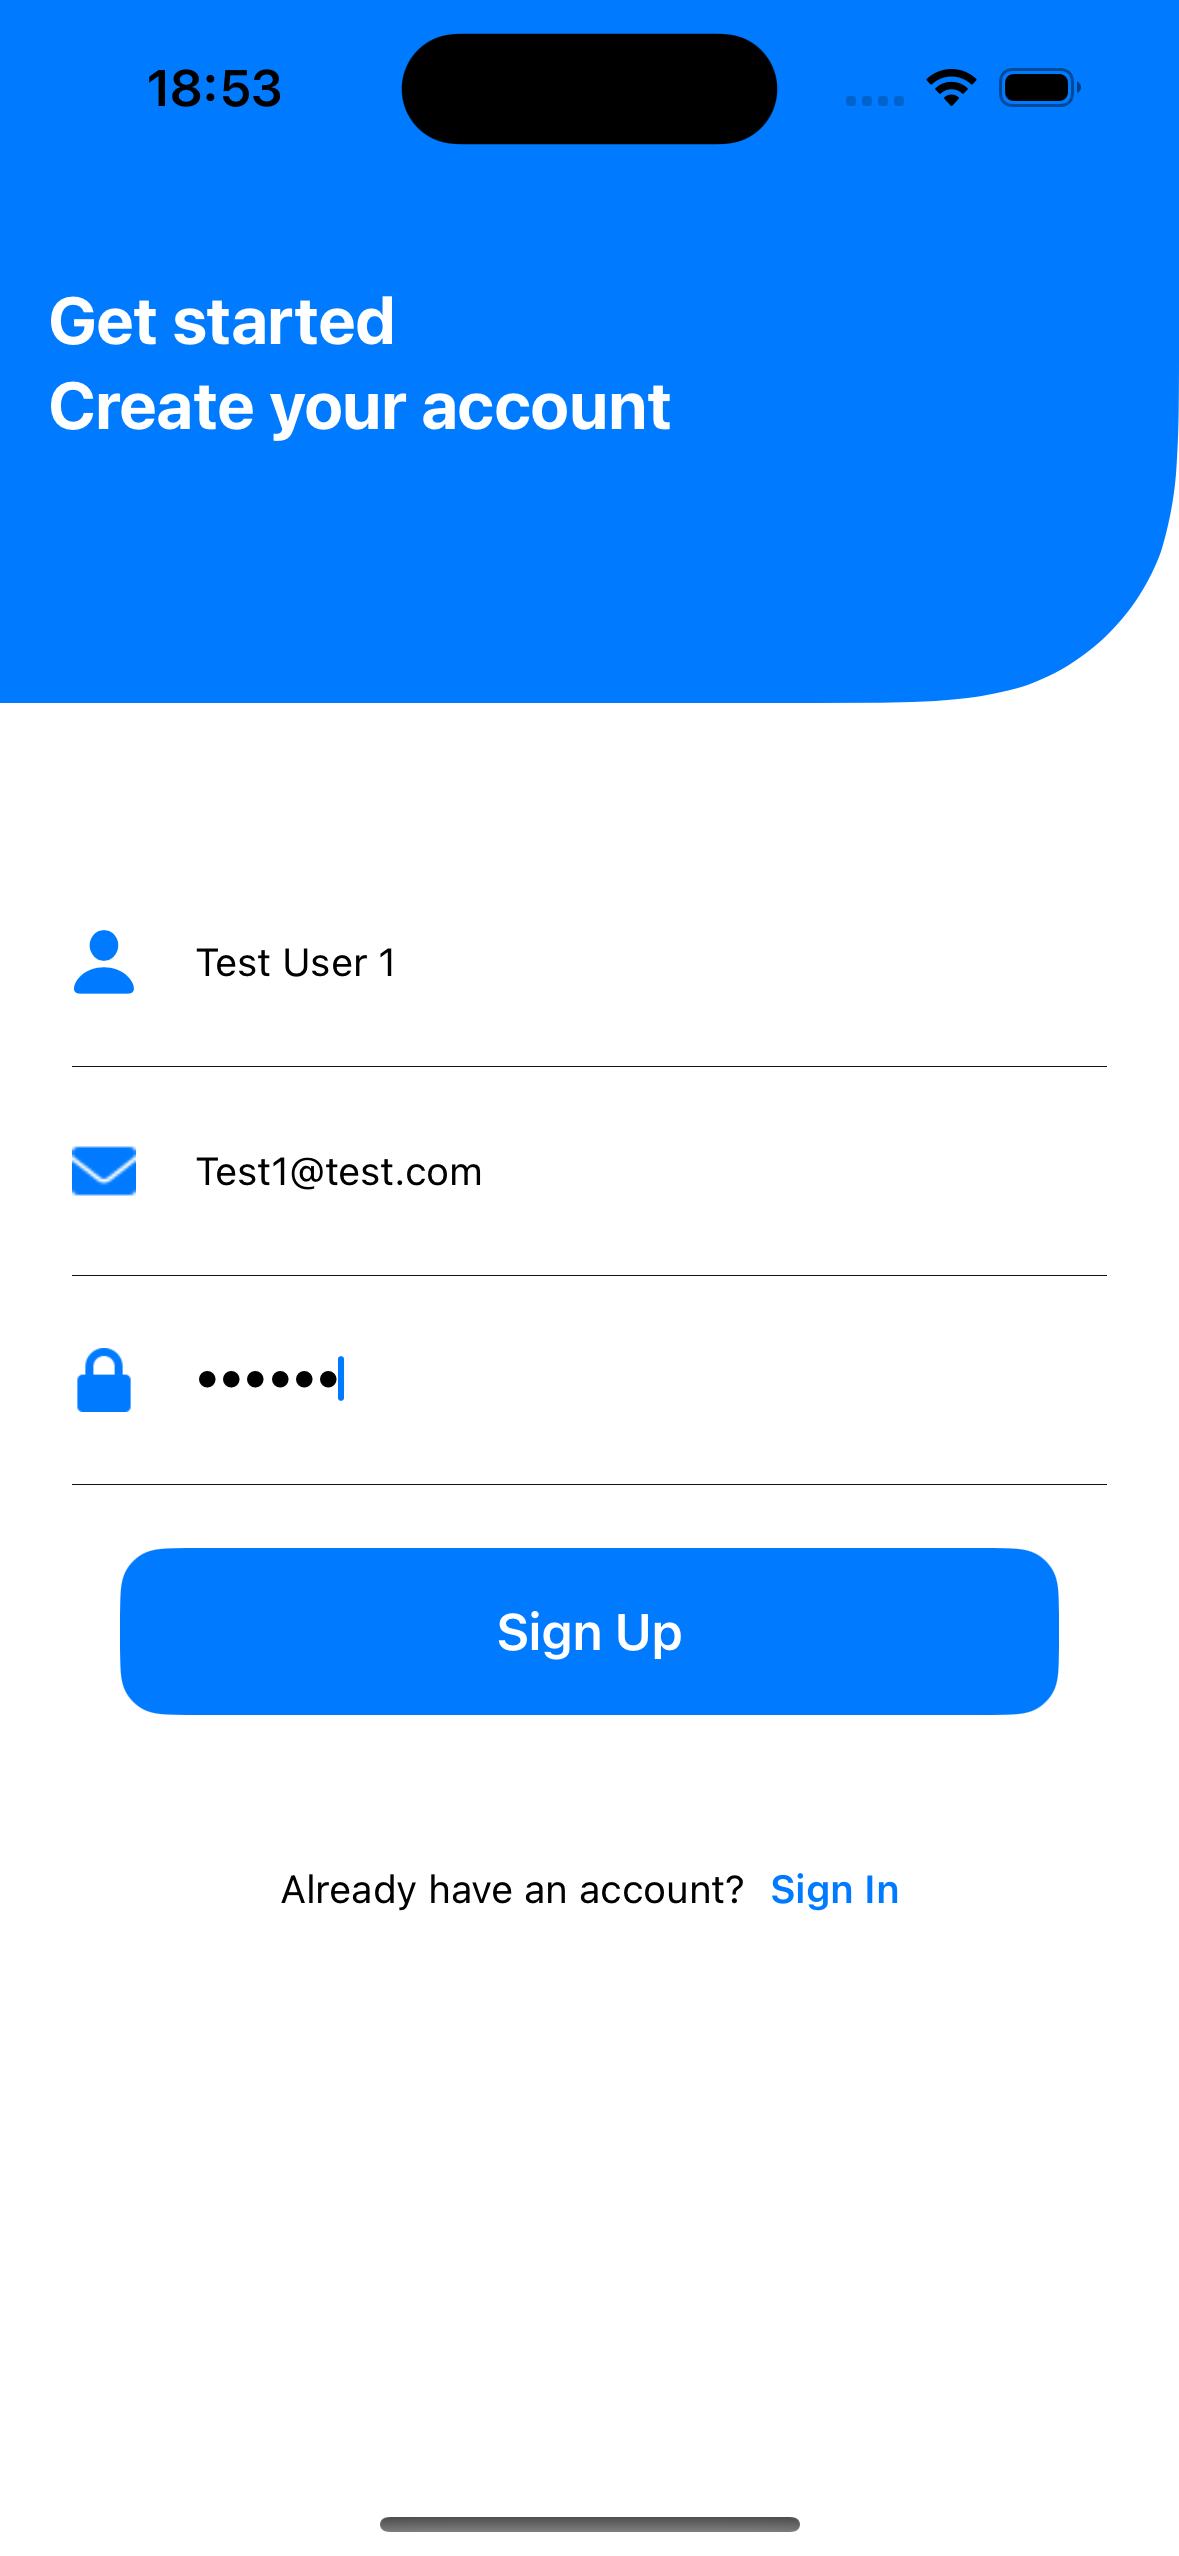 18:53
Get started
Create your account
Test User 1
Test1@test.com
••••••
Sign Up
Already have an account? Sign In